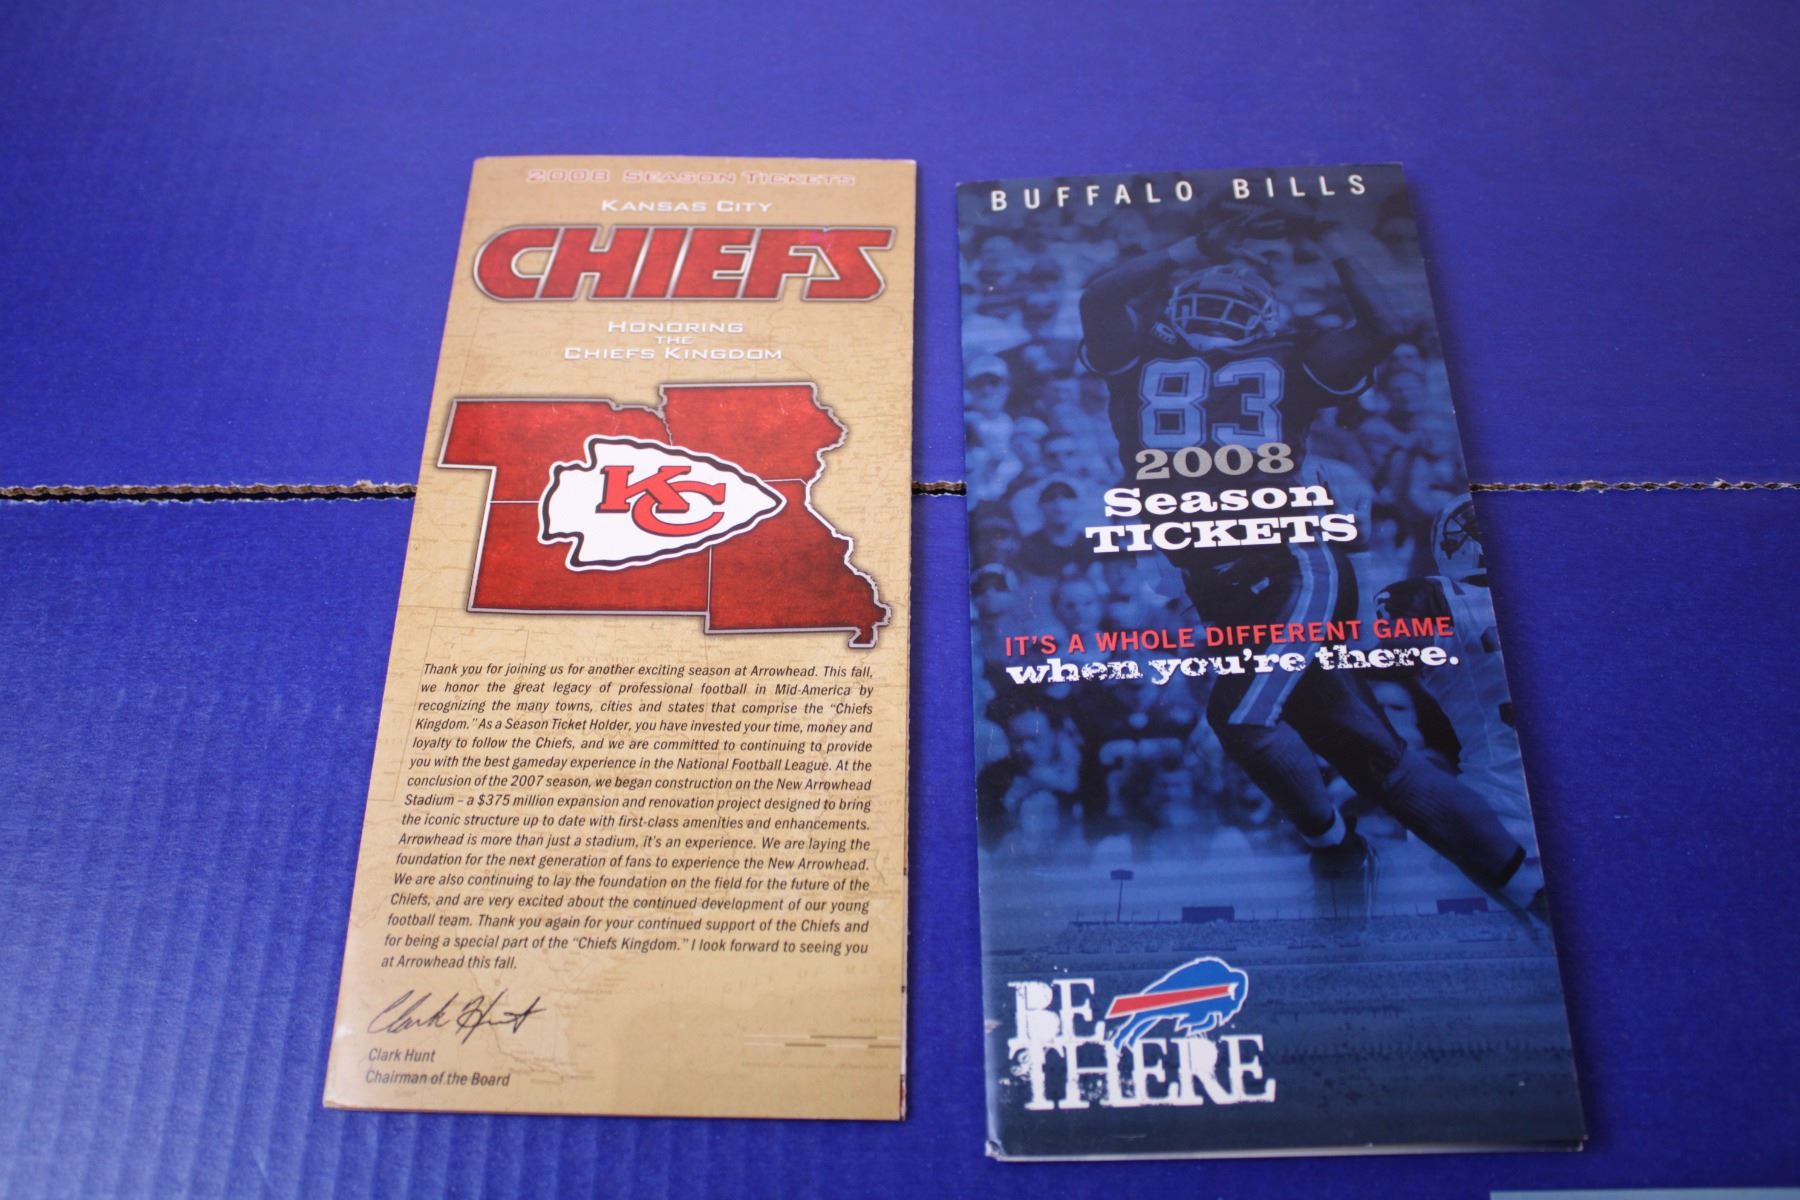 2008 SEASON TICKETS
KANSAS CITY
CHIEFS
HONORING
THE
CHIEFS KINGDOM
KC
Thank you for joining us for another exciting season at Arrowhead. This fall,
we honor the great legacy of professional football in Mid-America by
recognizing the many towns, cities and states that comprise the "Chiefs
Kingdom." As a Season Ticket Holder, you have invested your time, money and
loyalty to follow the Chiefs, and we are committed to continuing to provide
you with the best gameday experience in the National Football League. At the
conclusion of the 2007 season, we began construction on the New Arrowhead
Stadium – a $375 million expansion and renovation project designed to bring
the iconic structure up to date with first-class amenities and enhancements.
Arrowhead is more than just a stadium, it's an experience. We are laying the
foundation for the next generation of fans to experience the New Arrowhead.
We are also continuing to lay the foundation on the field for the future of the
Chiefs, and are very excited about the continued development of our young
football team. Thank you again for your continued support of the Chiefs and
for being a special part of the "Chiefs Kingdom." I look forward to seeing you
at Arrowhead this fall.
Clark Hunt
Clark Hunt
Chairman of the Board
BUFFALO BILLS
83
2008
Season
TICKETS
IT'S A WHOLE DIFFERENT GAME
when you're there.
BE
THERE